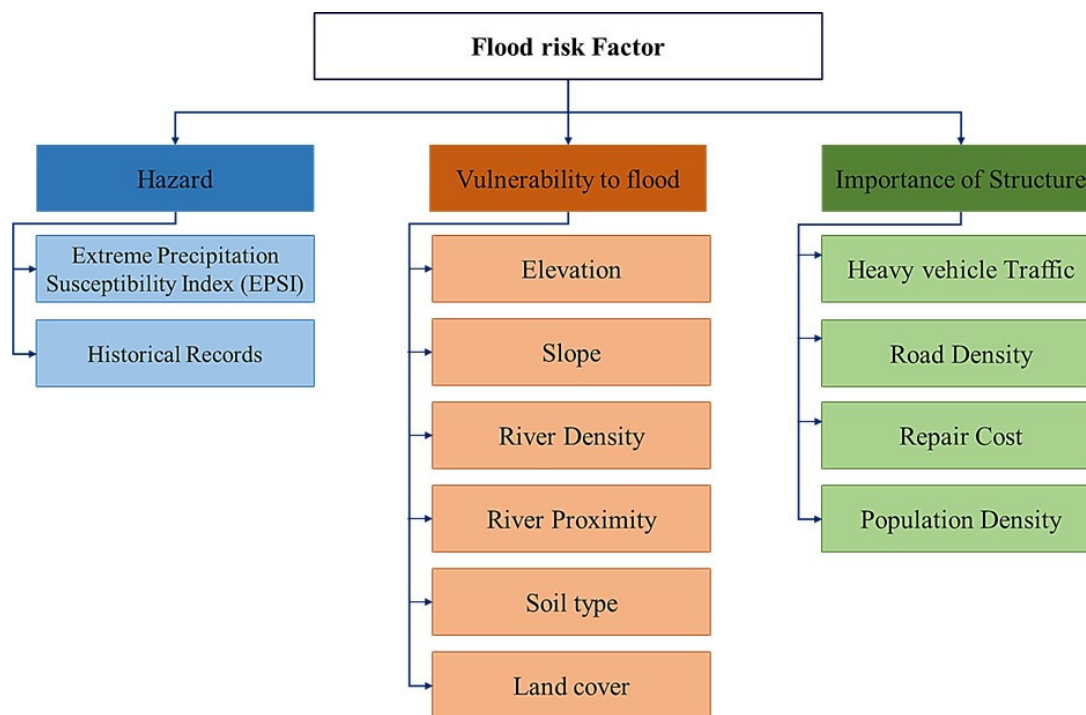 Flood risk Factor
Hazard
Extreme Precipitation
Susceptibility Index (EPSI)
Historical Records
Vulnerability to flood
Elevation
Slope
River Density
River Proximity
Soil type
Land cover
Importance of Structure
Heavy vehicle Traffic
Road Density
Repair Cost
Population Density